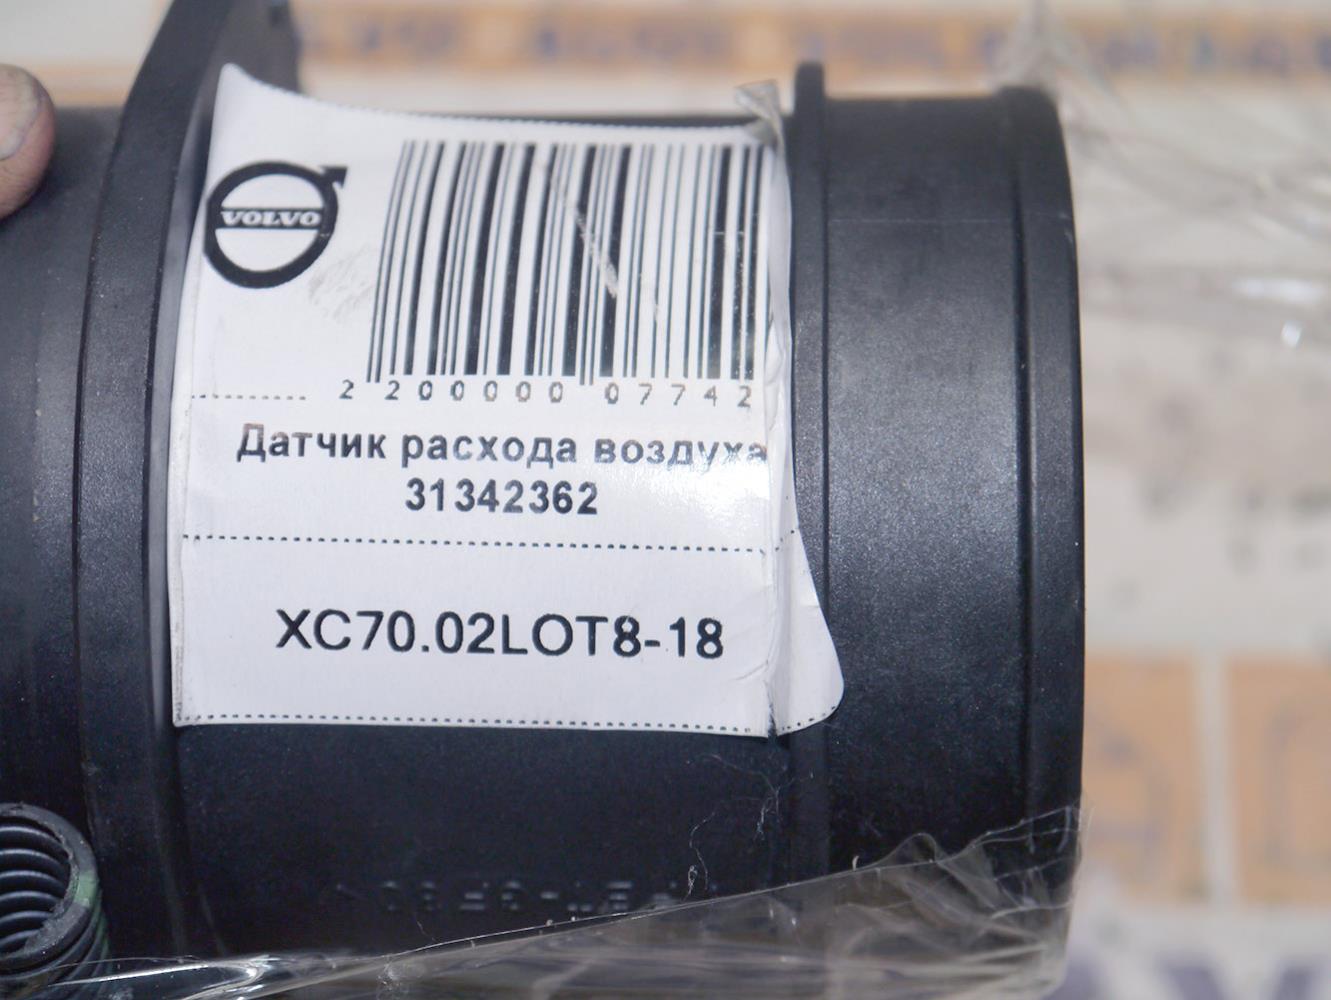 VOLVO
2 200000 07742
Датчик расхода воздуха
31342362
XC70.02LOT8-18